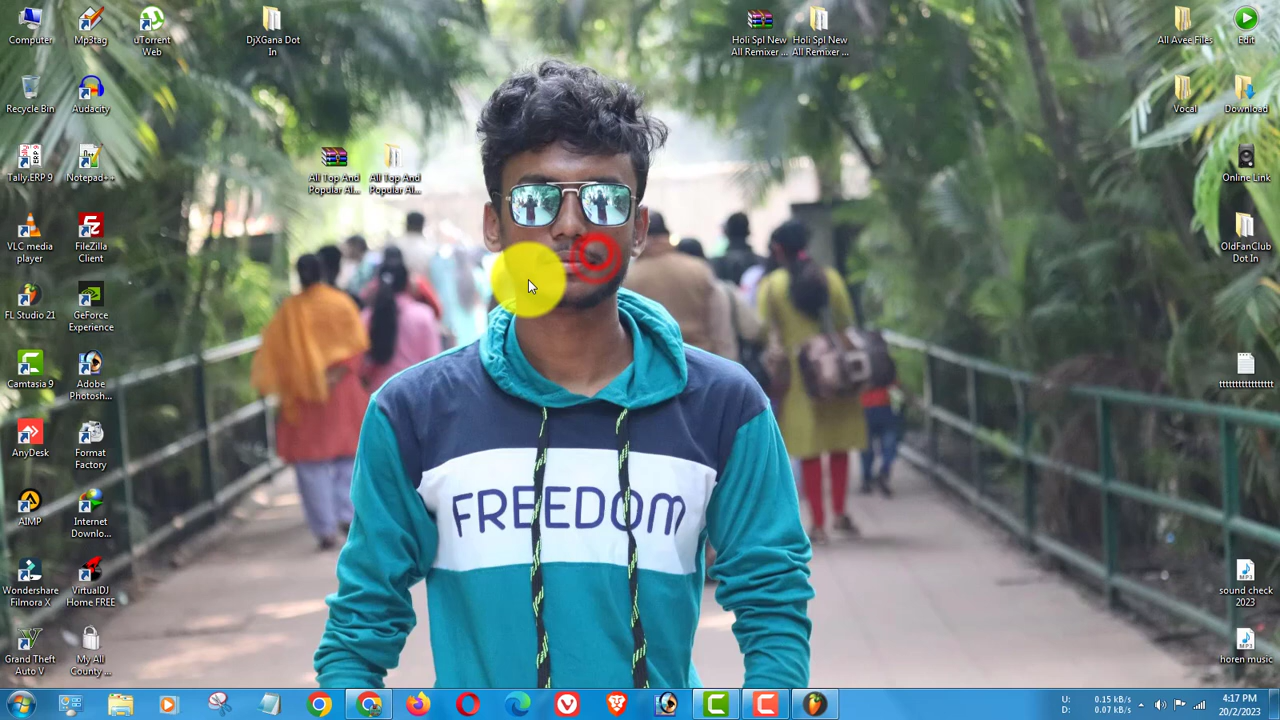 Computer
Mp3tag
uTorrent
Web
DjXGana Dot
In
Holi Spl New
All Remixer ...
Holi Spl New
All Remixer ...
All Avee Files
Edit
Recycle Bin
Audacity
Vocal
Download
Tally.ERP 9
Notepad++
All Top And
Popular Al...
All Top And
Popular Al...
Online Link
VLC media
player
FileZilla
Client
OldFanClub
Dot In
FL Studio 21
GeForce
Experience
Camtasia 9
Adobe
Photosh...
tttttttttttttttttt
AnyDesk
Format
Factory
FREEDOM
AIMP
Internet
Downlo...
Wondershare
Filmora X
VirtualDJ
Home FREE
sound check
2023
Grand Theft
Auto V
My All
County ...
horen music
U: 0.15 kB/s
D: 0.07 kB/s
4:17 PM
20/2/2023